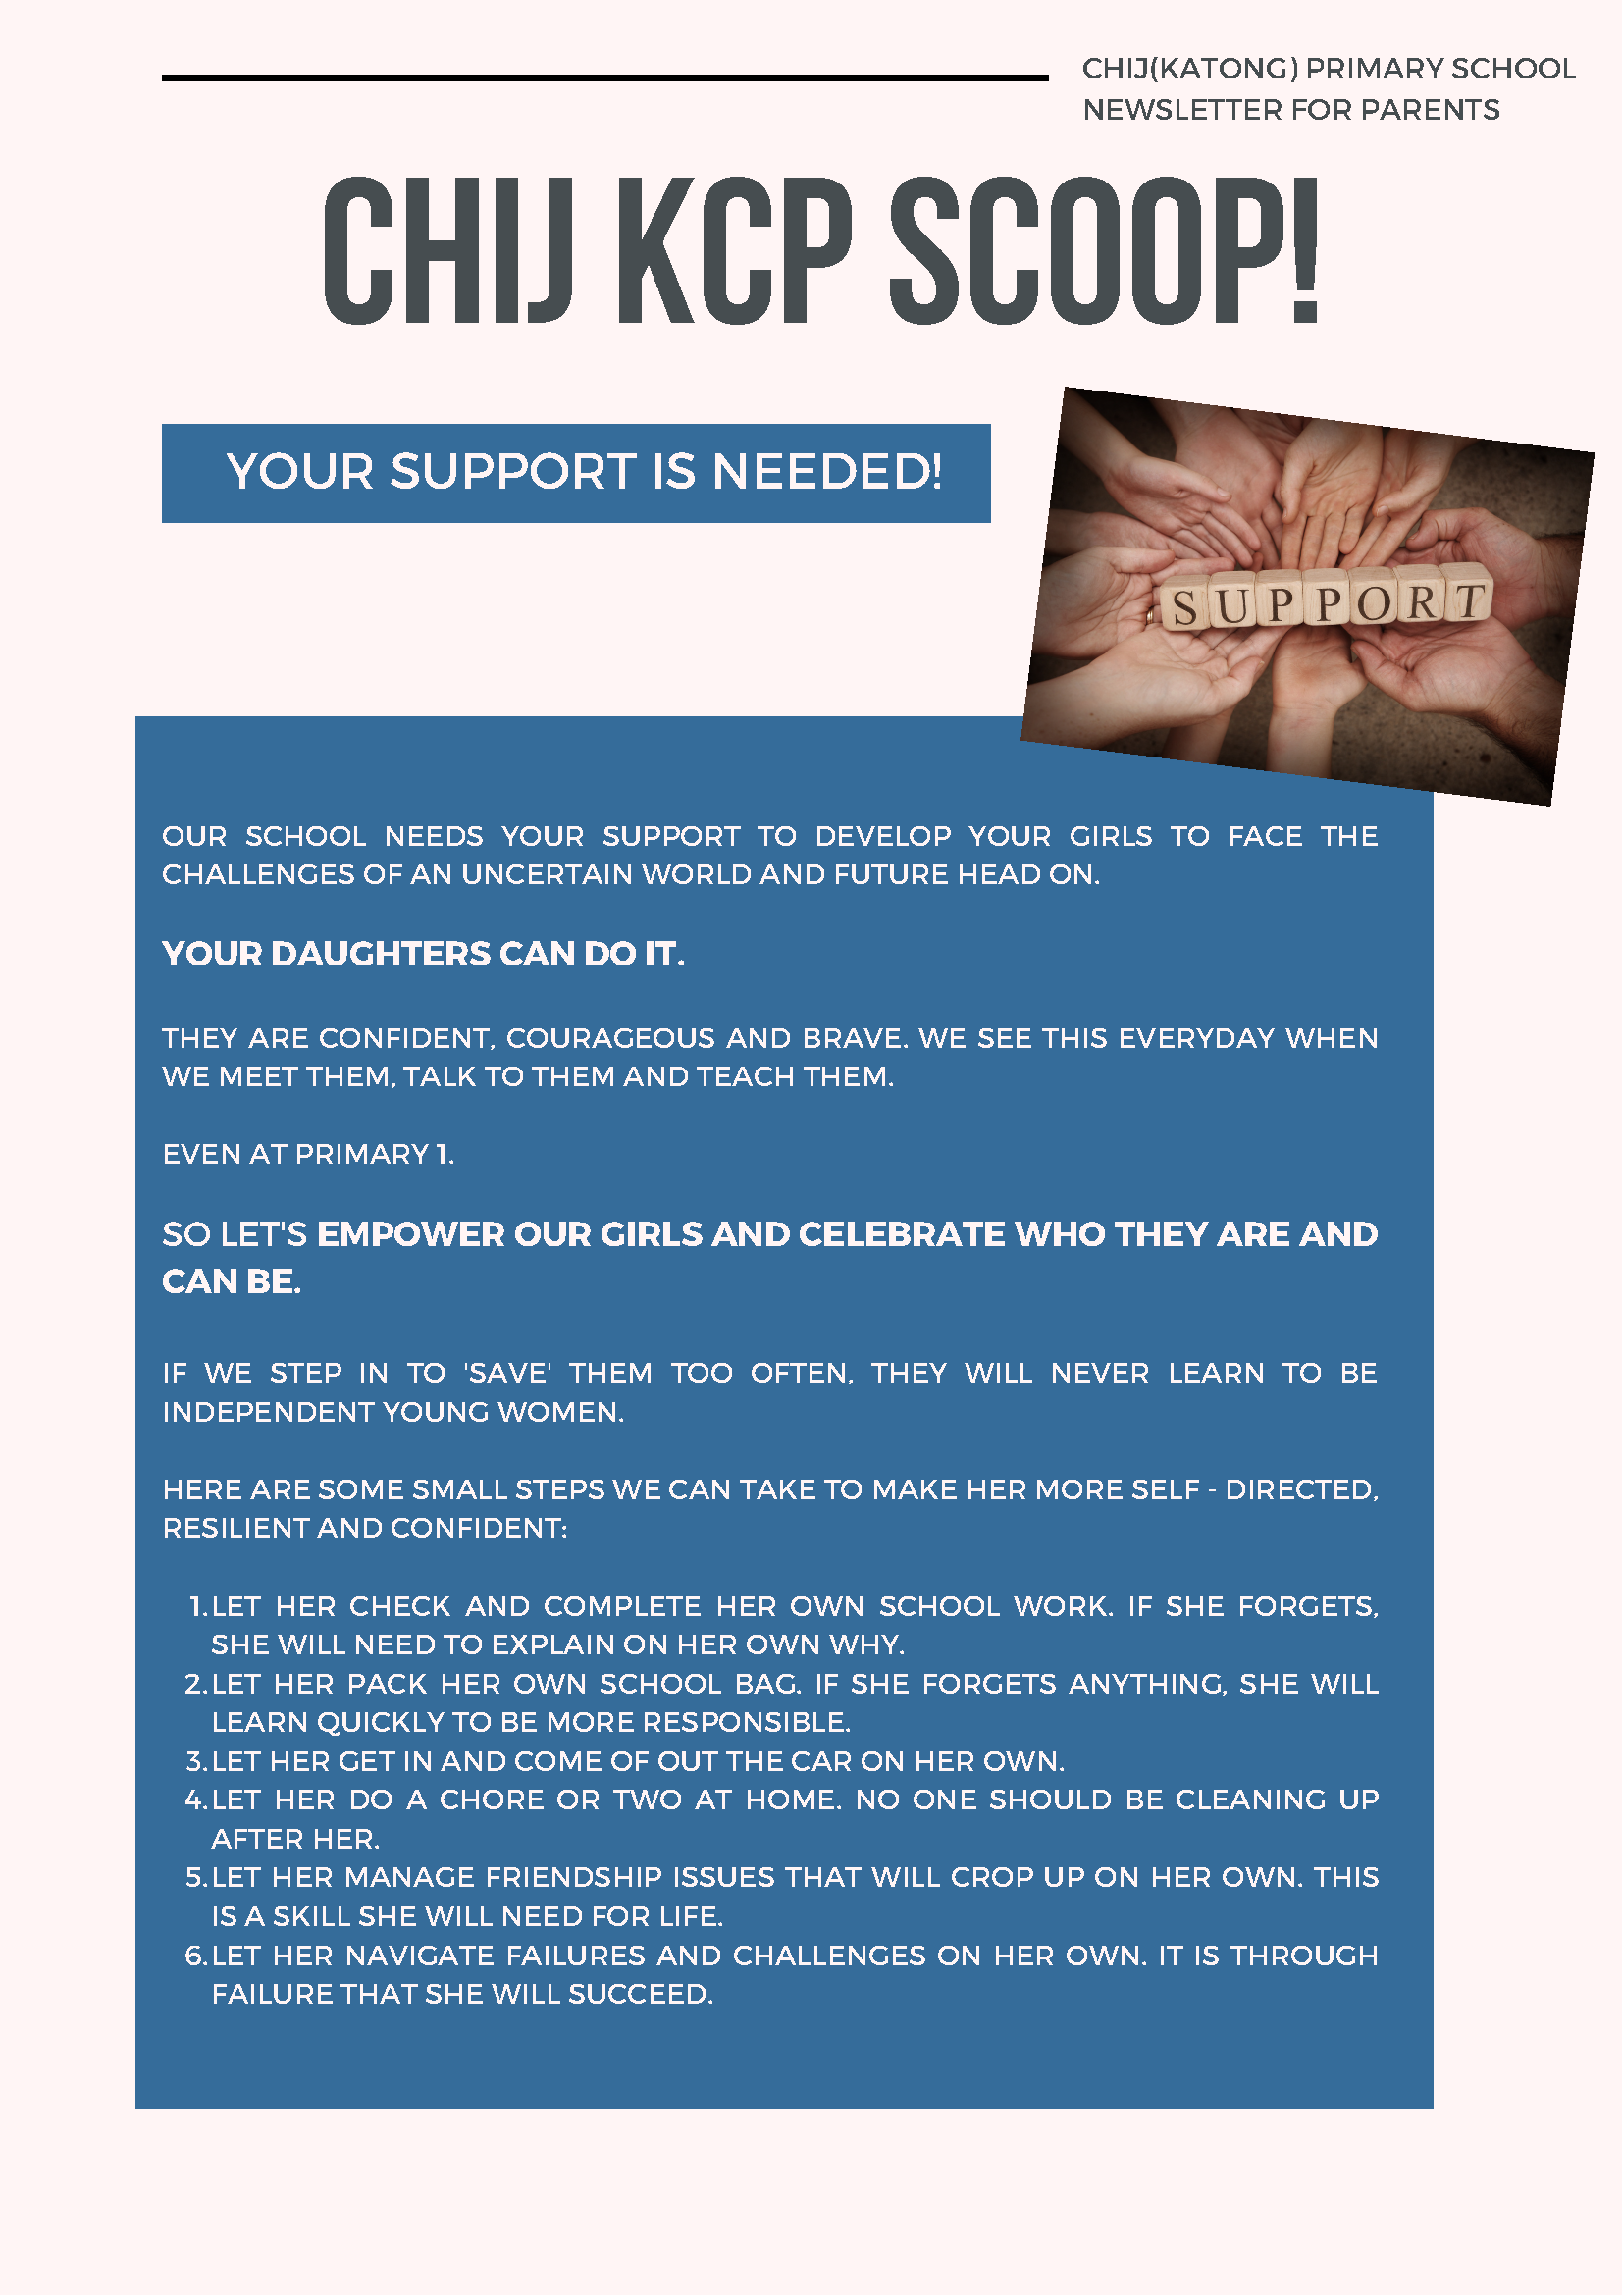 CHIJ(KATONG) PRIMARY SCHOOL
NEWSLETTER FOR PARENTS
CHIJ KCP SCOOP!
YOUR SUPPORT IS NEEDED!
SUPPORT
OUR SCHOOL NEEDS YOUR SUPPORT TO DEVELOP YOUR GIRLS TO FACE THE
CHALLENGES OF AN UNCERTAIN WORLD AND FUTURE HEAD ON.
YOUR DAUGHTERS CAN DO IT.
THEY ARE CONFIDENT, COURAGEOUS AND BRAVE. WE SEE THIS EVERYDAY WHEN
WE MEET THEM, TALK TO THEM AND TEACH THEM.
EVEN AT PRIMARY 1.
SO LET'S EMPOWER OUR GIRLS AND CELEBRATE WHO THEY ARE AND
CAN BE.
IF WE STEP IN TO 'SAVE' THEM TOO OFTEN, THEY WILL NEVER LEARN TO BE
INDEPENDENT YOUNG WOMEN.
HERE ARE SOME SMALL STEPS WE CAN TAKE TO MAKE HER MORE SELF - DIRECTED,
RESILIENT AND CONFIDENT:
1. LET HER CHECK AND COMPLETE HER OWN SCHOOL WORK. IF SHE FORGETS,
SHE WILL NEED TO EXPLAIN ON HER OWN WHY.
2. LET HER PACK HER OWN SCHOOL BAG. IF SHE FORGETS ANYTHING, SHE WILL
LEARN QUICKLY TO BE MORE RESPONSIBLE.
3. LET HER GET IN AND COME OF OUT THE CAR ON HER OWN.
4. LET HER DO A CHORE OR TWO AT HOME. NO ONE SHOULD BE CLEANING UP
AFTER HER.
5. LET HER MANAGE FRIENDSHIP ISSUES THAT WILL CROP UP ON HER OWN. THIS
IS A SKILL SHE WILL NEED FOR LIFE.
6. LET HER NAVIGATE FAILURES AND CHALLENGES ON HER OWN. IT IS THROUGH
FAILURE THAT SHE WILL SUCCEED.